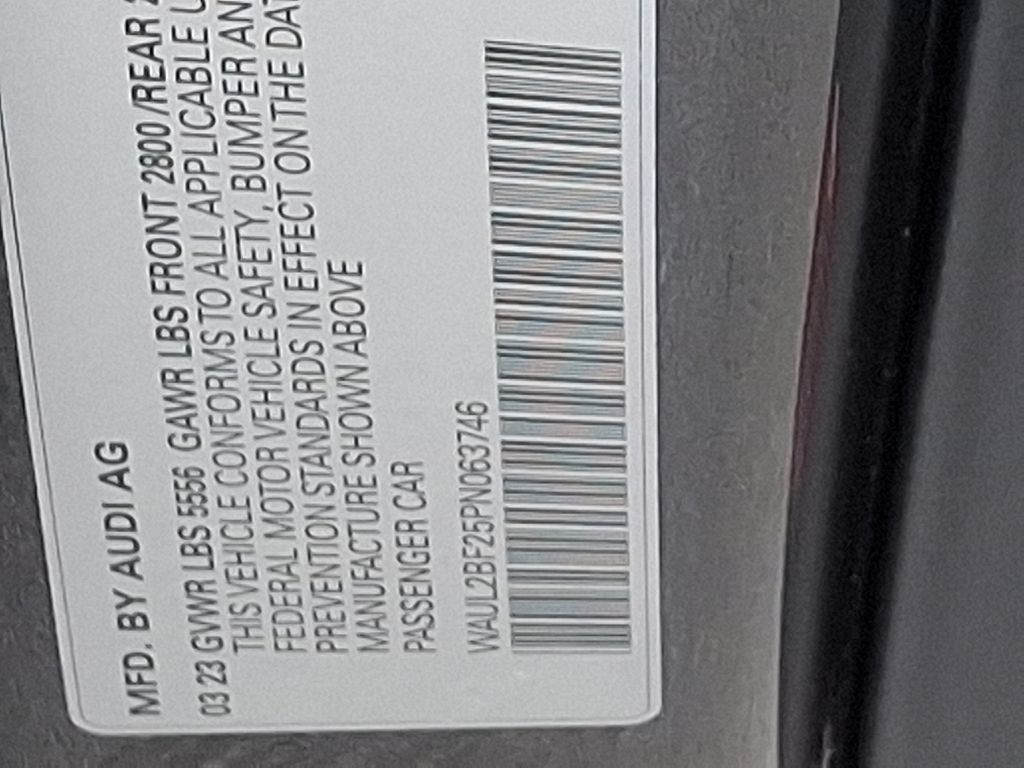 MFD. BY AUDI AG
03 23 GVWR LBS 5556 GAWR LBS FRONT 2800 /REAR
THIS VEHICLE CONFORMS TO ALL APPLICABLE
FEDERAL MOTOR VEHICLE SAFETY, BUMPER AN
PREVENTION STANDARDS IN EFFECT ON THE DA
MANUFACTURE SHOWN ABOVE
PASSENGER CAR
WAUL2BF25PN063746